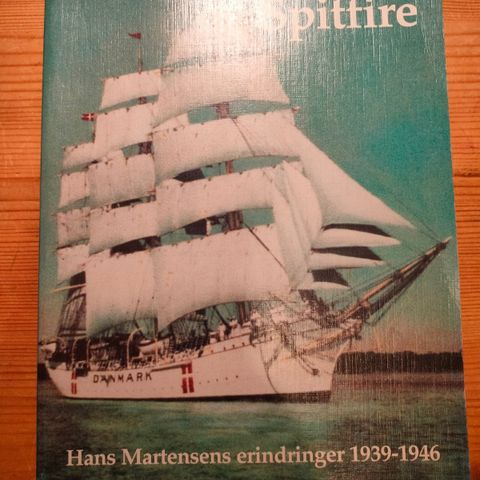 Spitfire
DANMARK
Hans Martensens erindringer 1939-1946